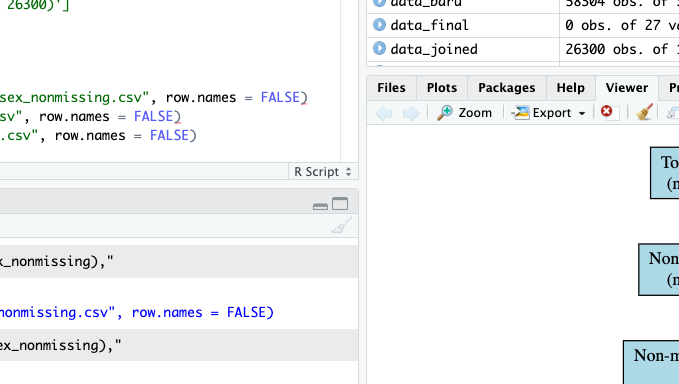 26300)']
sex_nonmissing.csv", row.names = FALSE)
sv", row.names = FALSE)
.csv", row.names = FALSE)
R Script
x_nonmissing),"
nonmissing.csv", row.names = FALSE)
ex_nonmissing),"
data_baru 58304 obs. of
data_final 0 obs. of 27 va
data_joined 26300 obs. of 1
Files Plots Packages Help Viewer Pr
Zoom Export
To
(n
Non
(n
Non-m